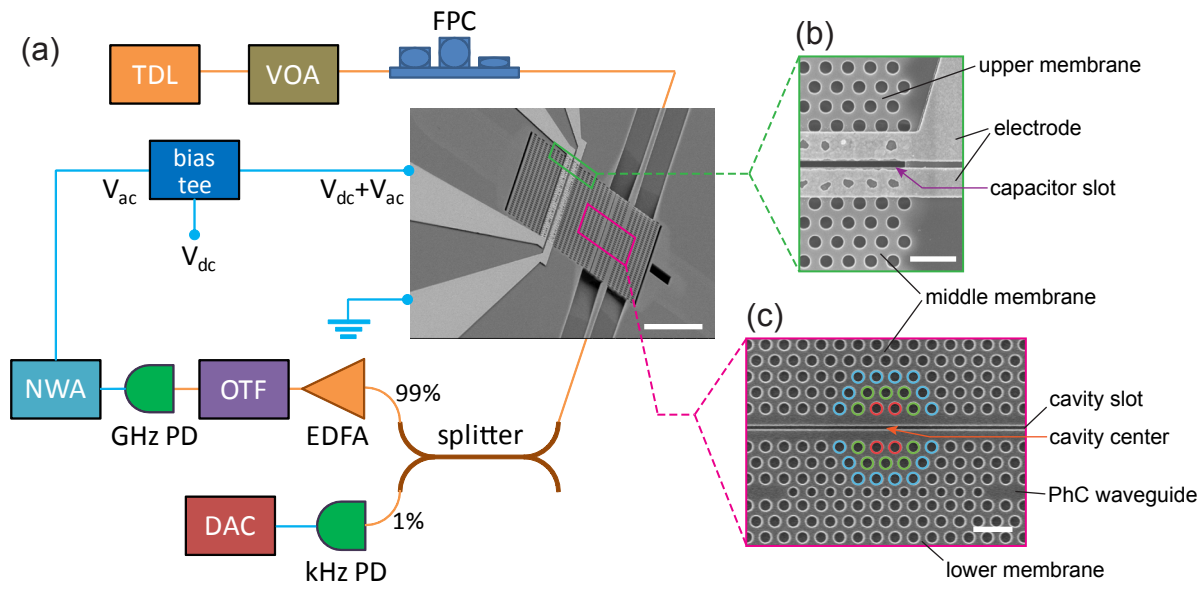 (a)
FPC
TDL
VOA
bias
tee
V_ac
V_dc+V_ac
V_dc
NWA
GHz PD
OTF
EDFA
99%
splitter
1%
DAC
kHz PD
(b)
upper membrane
electrode
capacitor slot
middle membrane
(c)
cavity slot
cavity center
PhC waveguide
lower membrane